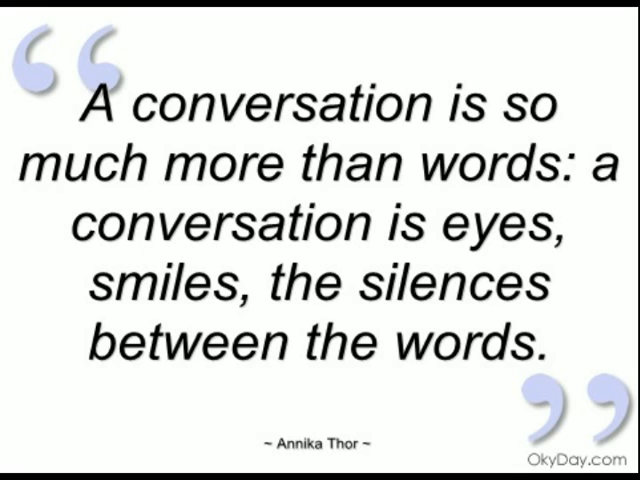 A conversation is so
much more than words: a
conversation is eyes,
smiles, the silences
between the words.
~ Annika Thor ~
OkyDay.com